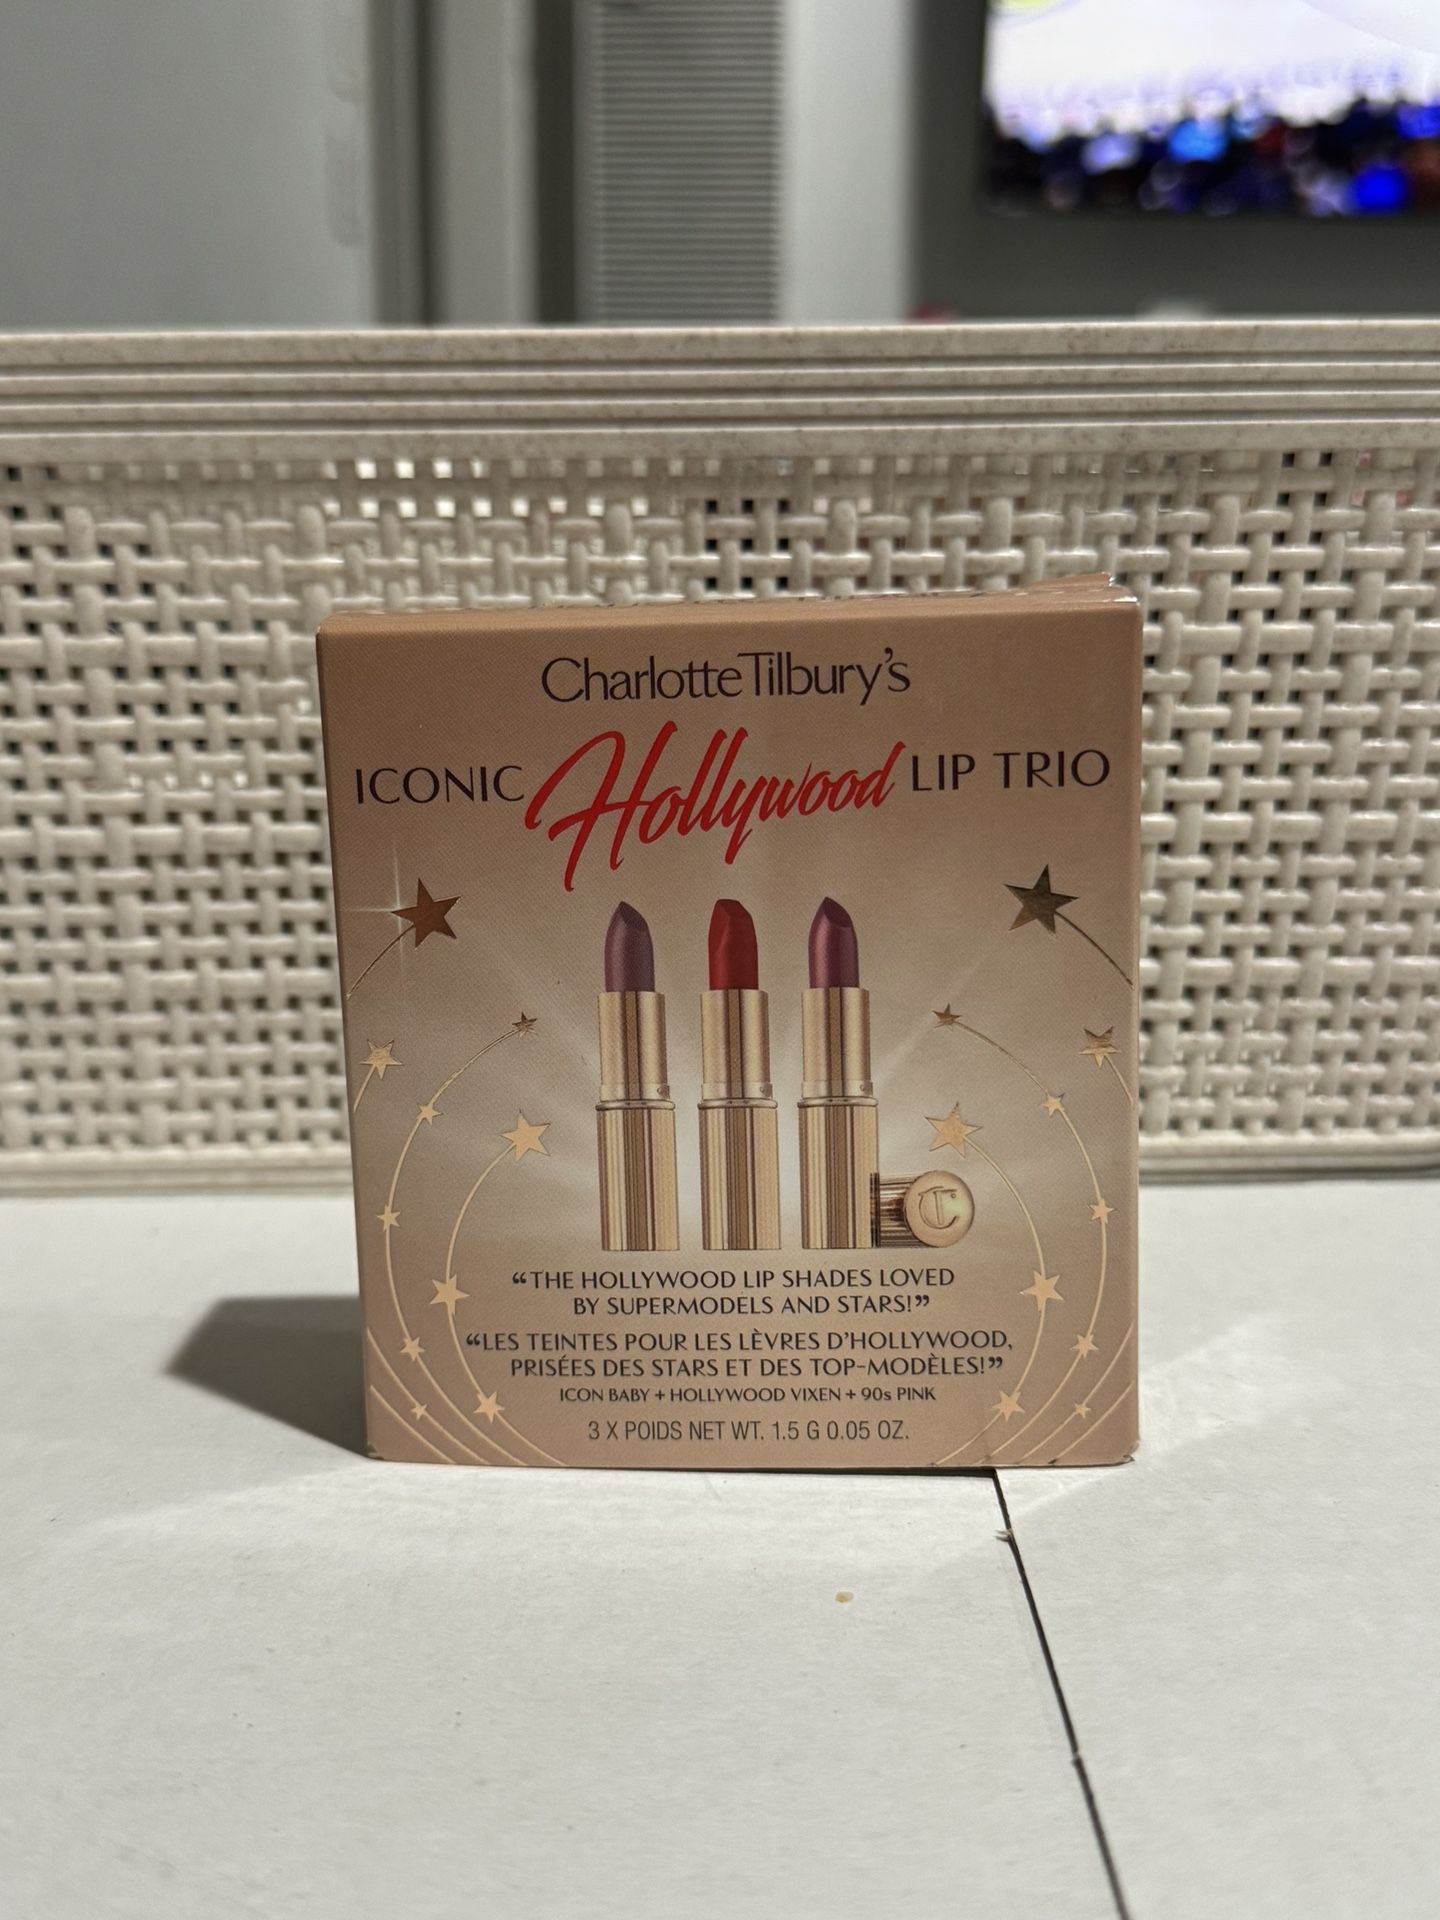 Charlotte Tilbury's
ICONIC Hollywood LIP TRIO
“THE HOLLYWOOD LIP SHADES LOVED
BY SUPERMODELS AND STARS!”
“LES TEINTES POUR LES LÈVRES D'HOLLYWOOD,
PRISÉES DES STARS ET DES TOP-MODÈLES!”
ICON BABY + HOLLYWOOD VIXEN + 90s PINK
3 X POIDS NET WT. 1.5 G 0.05 OZ.